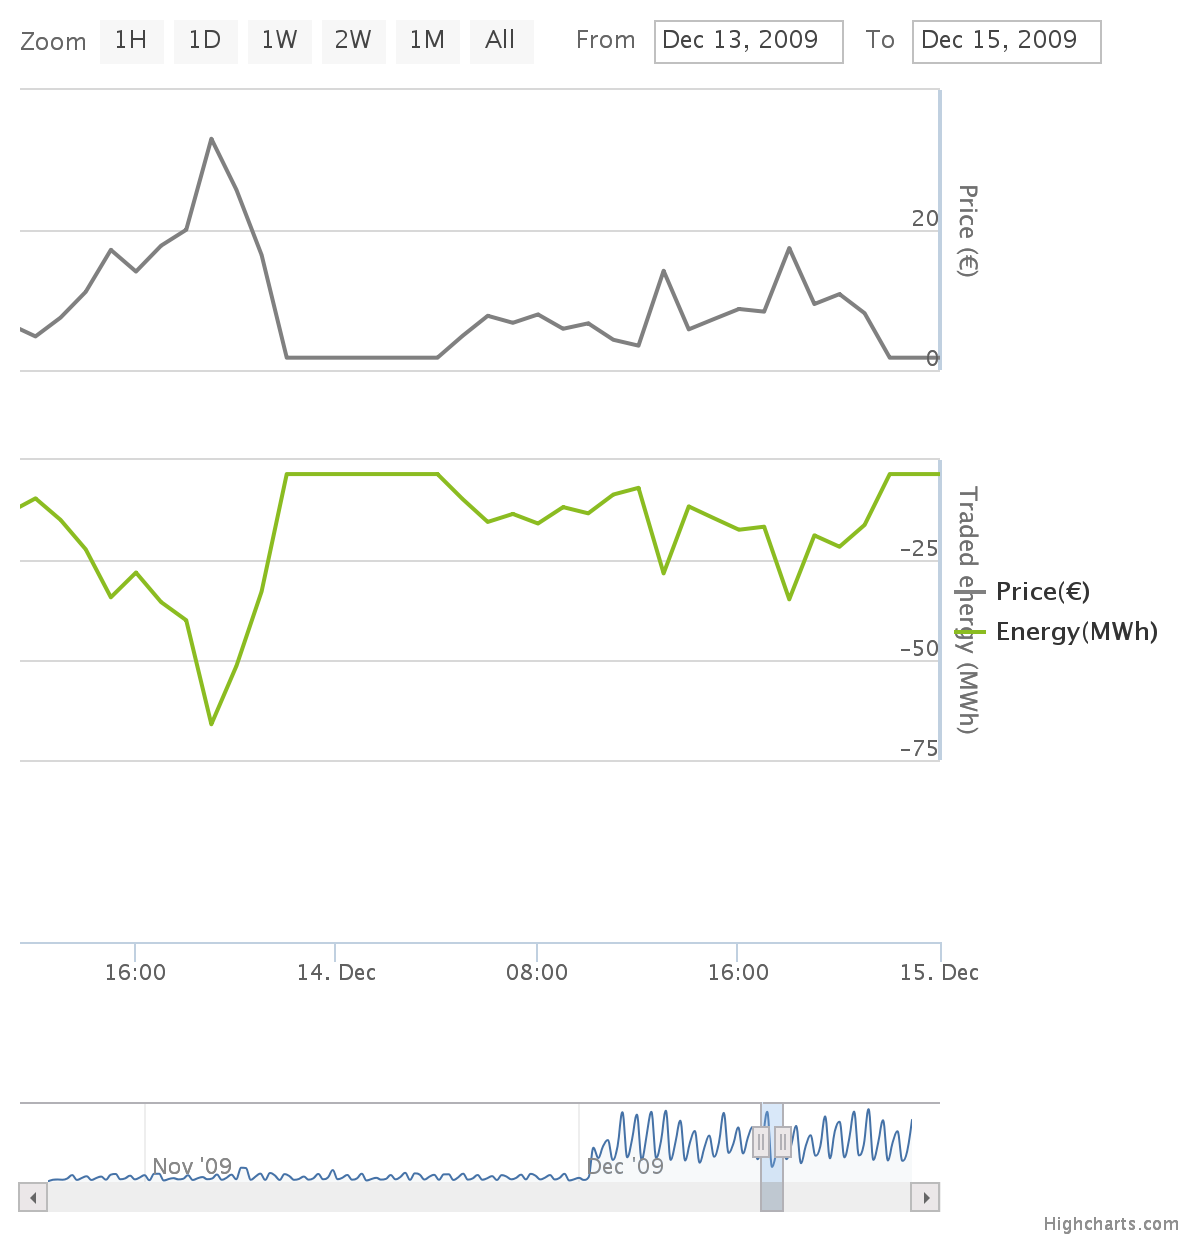 Zoom 1H 1D 1W 2W 1M All From Dec 13, 2009 To Dec 15, 2009
20
0
Price (€)
−25
−50
−75
Traded energy (MWh)
Price(€)
Energy(MWh)
16:00 14. Dec 08:00 16:00 15. Dec
Nov '09 Dec '09
Highcharts.com